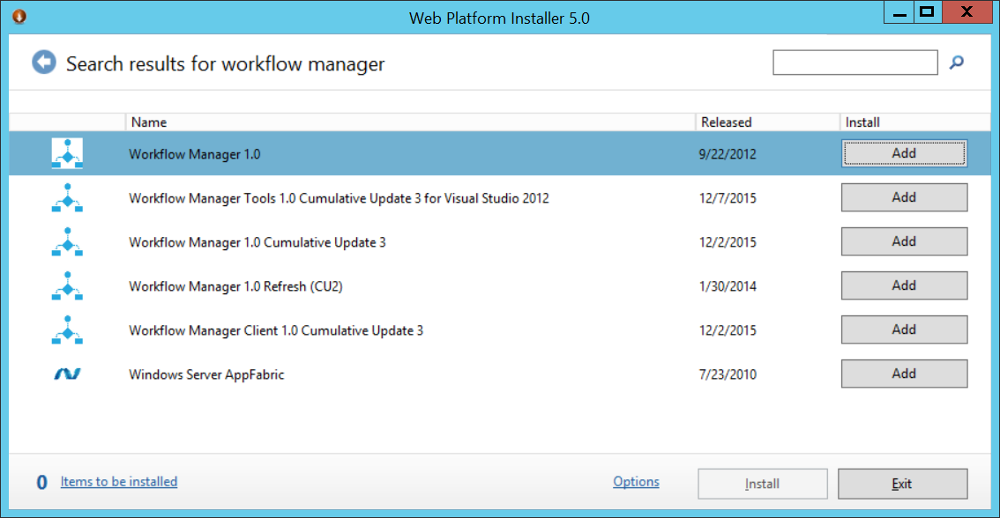 Web Platform Installer 5.0
Search results for workflow manager
Name Released Install
Workflow Manager 1.0 9/22/2012 Add
Workflow Manager Tools 1.0 Cumulative Update 3 for Visual Studio 2012 12/7/2015 Add
Workflow Manager 1.0 Cumulative Update 3 12/2/2015 Add
Workflow Manager 1.0 Refresh (CU2) 1/30/2014 Add
Workflow Manager Client 1.0 Cumulative Update 3 12/2/2015 Add
Windows Server AppFabric 7/23/2010 Add
0 Items to be installed Options Install Exit